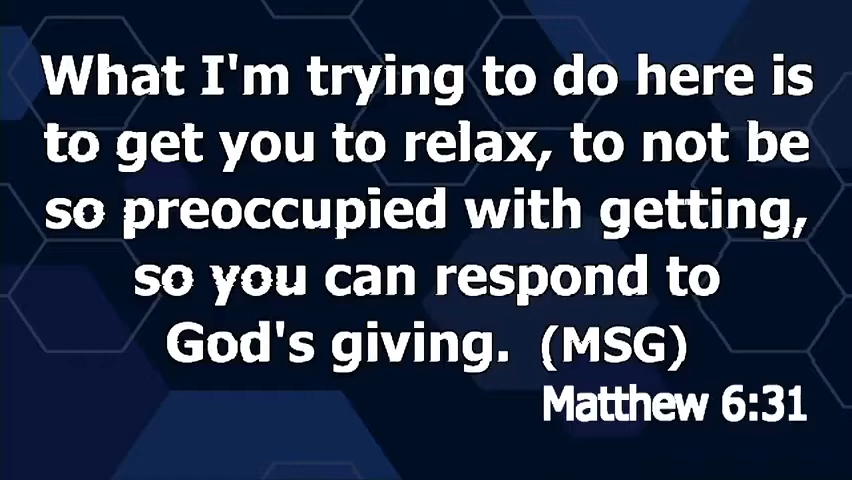 What I'm trying to do here is
to get you to relax, to not be
so preoccupied with getting,
so you can respond to
God's giving. (MSG)
Matthew 6:31